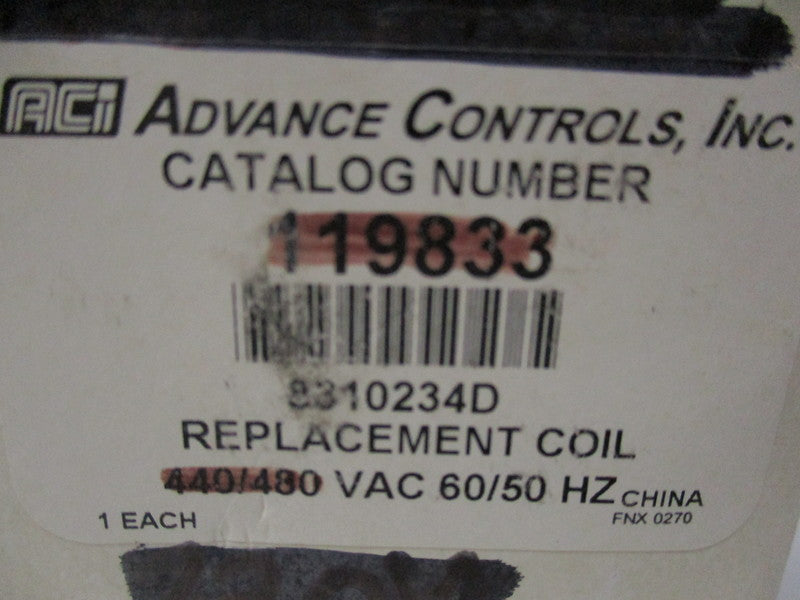 ACi ADVANCE CONTROLS, INC.
CATALOG NUMBER
119833
8310234D
REPLACEMENT COIL
440/480 VAC 60/50 HZ CHINA
1 EACH FNX 0270